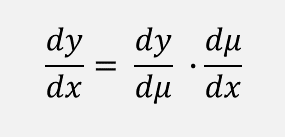 dy/dx = dy/dμ · dμ/dx